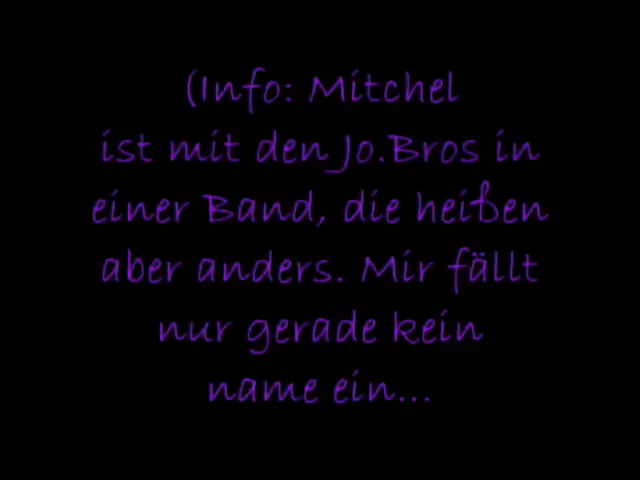 (Info: Mitchel
ist mit den Jo.Bros in
einer Band, die heißen
aber anders. Mir fällt
nur gerade kein
name ein...